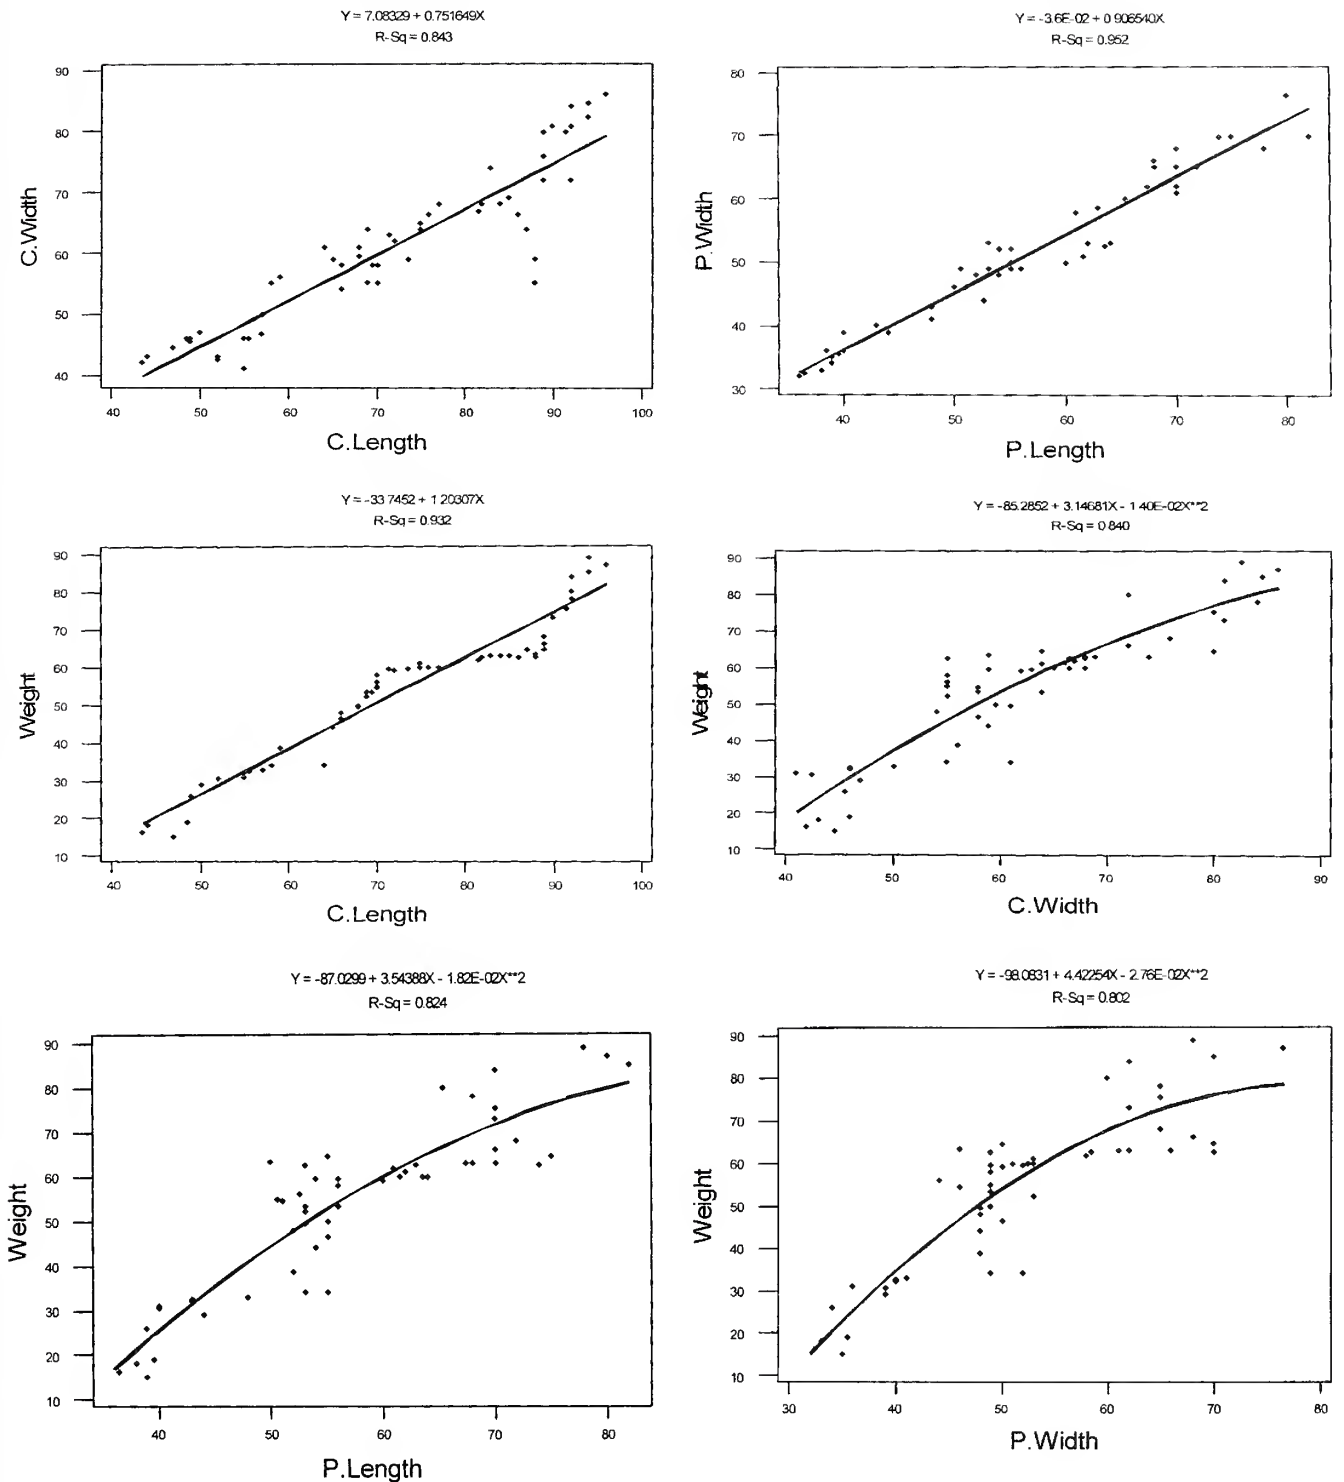 Y = 7.08329 + 0.751649X
R-Sq = 0.843
90
80
70
60
50
40
C.Width
40 50 60 70 80 90 100
C.Length
Y = -3.6E-02 + 0.906540X
R-Sq = 0.952
80
70
60
50
40
30
P.Width
40 50 60 70 80
P.Length
Y = -33.7452 + 1.20307X
R-Sq = 0.932
90
80
70
60
50
40
30
20
10
Weight
40 50 60 70 80 90 100
C.Length
Y = -85.2852 + 3.14681X - 1.40E-02X**2
R-Sq = 0.840
90
80
70
60
50
40
30
20
10
Weight
40 50 60 70 80 90
C.Width
Y = -87.0299 + 3.54388X - 1.82E-02X**2
R-Sq = 0.824
90
80
70
60
50
40
30
20
10
Weight
40 50 60 70 80
P.Length
Y = -98.0831 + 4.42254X - 2.76E-02X**2
R-Sq = 0.802
90
80
70
60
50
40
30
20
10
Weight
30 40 50 60 70 80
P.Width